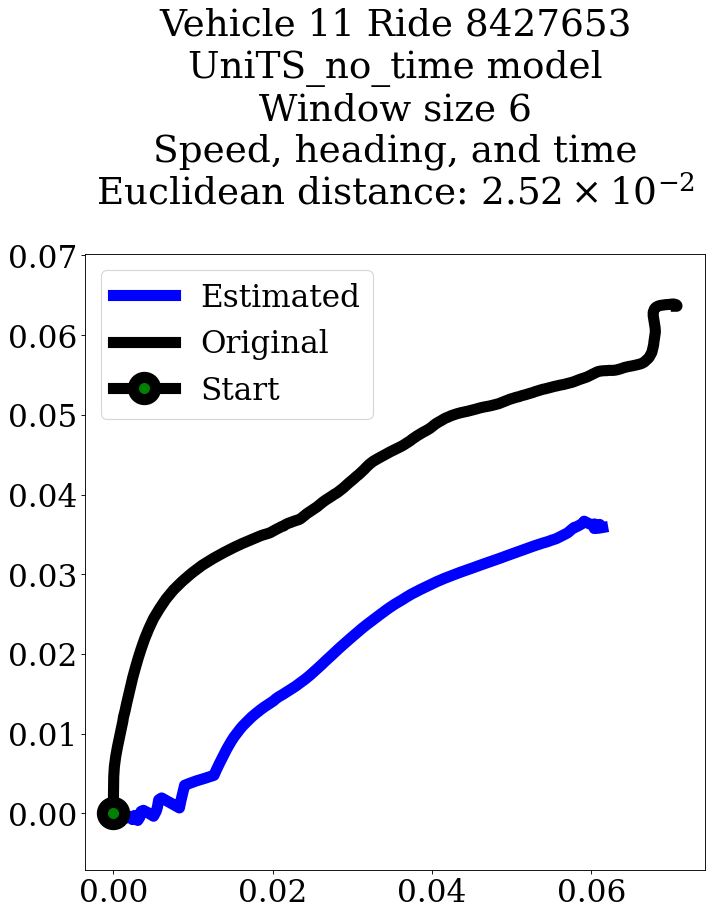 Vehicle 11 Ride 8427653
UniTS_no_time model
Window size 6
Speed, heading, and time
Euclidean distance: 2.52 × 10⁻²
0.07
0.06
0.05
0.04
0.03
0.02
0.01
0.00
Estimated
Original
Start
0.00 0.02 0.04 0.06